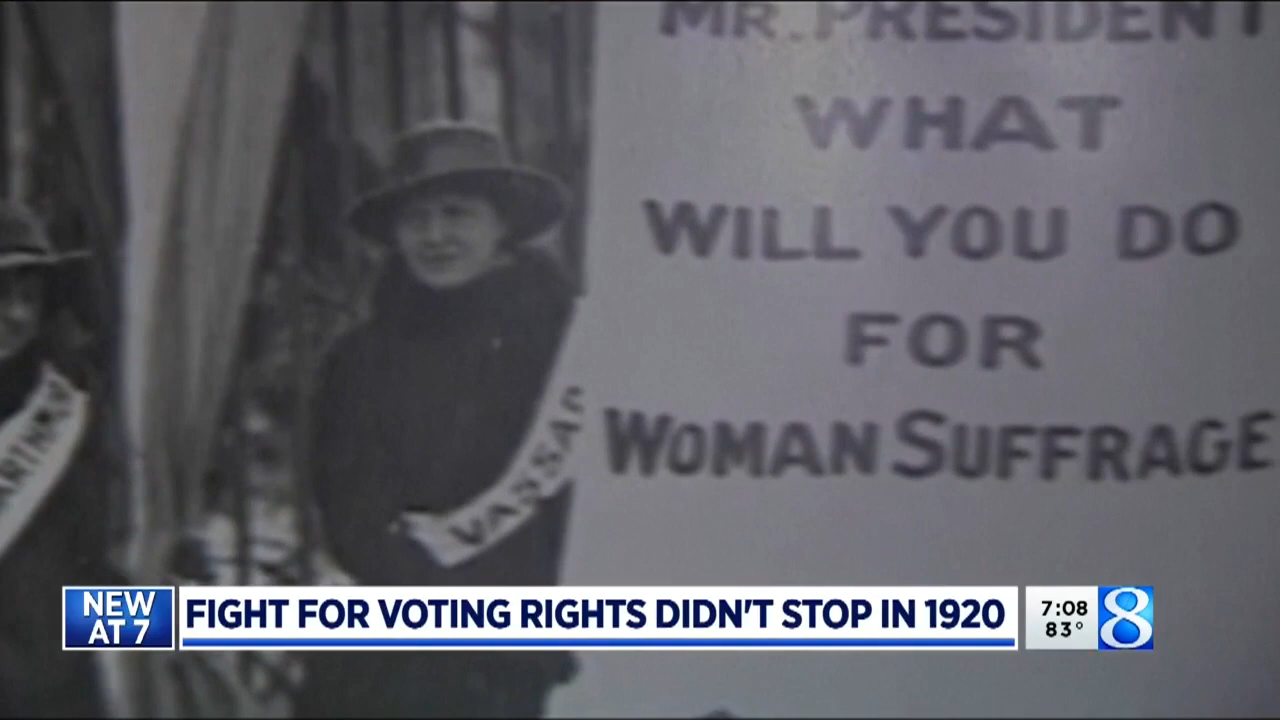 MR. PRESIDENT
WHAT
WILL YOU DO
FOR
WOMAN SUFFRAGE
VASSAR
NEW
AT 7
FIGHT FOR VOTING RIGHTS DIDN'T STOP IN 1920
7:08
83°
8